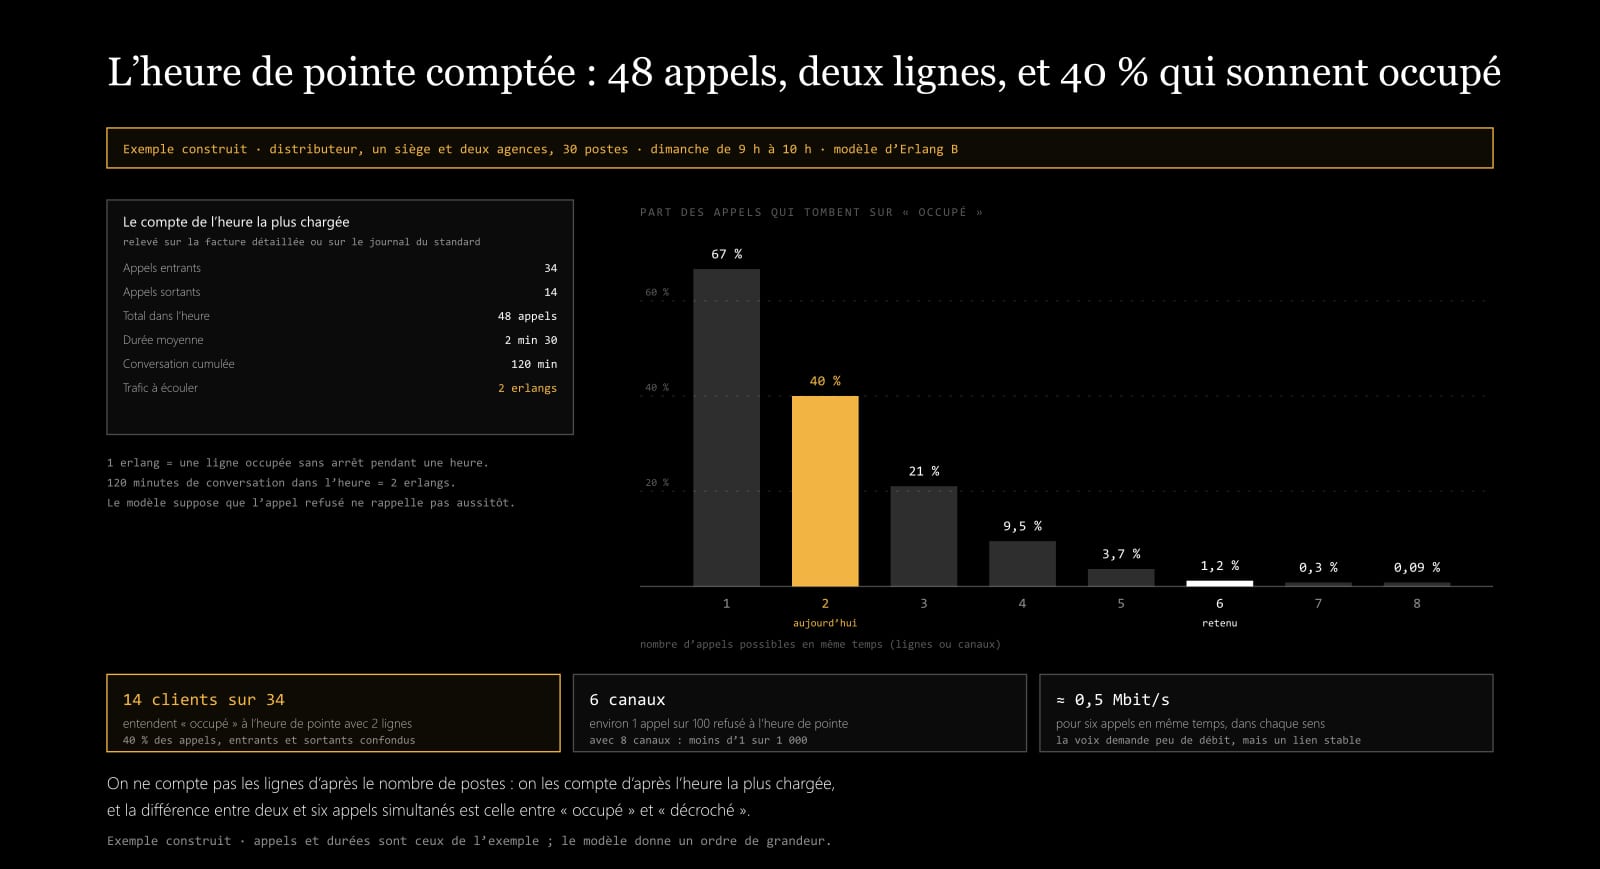 L’heure de pointe comptée : 48 appels, deux lignes, et 40 % qui sonnent occupé
Exemple construit · distributeur, un siège et deux agences, 30 postes · dimanche de 9 h à 10 h · modèle d’Erlang B
Le compte de l’heure la plus chargée
relevé sur la facture détaillée ou sur le journal du standard
Appels entrants 34
Appels sortants 14
Total dans l’heure 48 appels
Durée moyenne 2 min 30
Conversation cumulée 120 min
Trafic à écouler 2 erlangs
1 erlang = une ligne occupée sans arrêt pendant une heure.
120 minutes de conversation dans l’heure = 2 erlangs.
Le modèle suppose que l’appel refusé ne rappelle pas aussitôt.
PART DES APPELS QUI TOMBENT SUR « OCCUPÉ »
67 %
60 %
40 %
40 %
21 %
20 %
9,5 %
3,7 %
1,2 %
0,3 %
0,09 %
1 2 3 4 5 6 7 8
aujourd’hui retenu
nombre d’appels possibles en même temps (lignes ou canaux)
14 clients sur 34
entendent « occupé » à l’heure de pointe avec 2 lignes
40 % des appels, entrants et sortants confondus
6 canaux
environ 1 appel sur 100 refusé à l’heure de pointe
avec 8 canaux : moins d’1 sur 1 000
≈ 0,5 Mbit/s
pour six appels en même temps, dans chaque sens
la voix demande peu de débit, mais un lien stable
On ne compte pas les lignes d’après le nombre de postes : on les compte d’après l’heure la plus chargée,
et la différence entre deux et six appels simultanés est celle entre « occupé » et « décroché ».
Exemple construit · appels et durées sont ceux de l’exemple ; le modèle donne un ordre de grandeur.